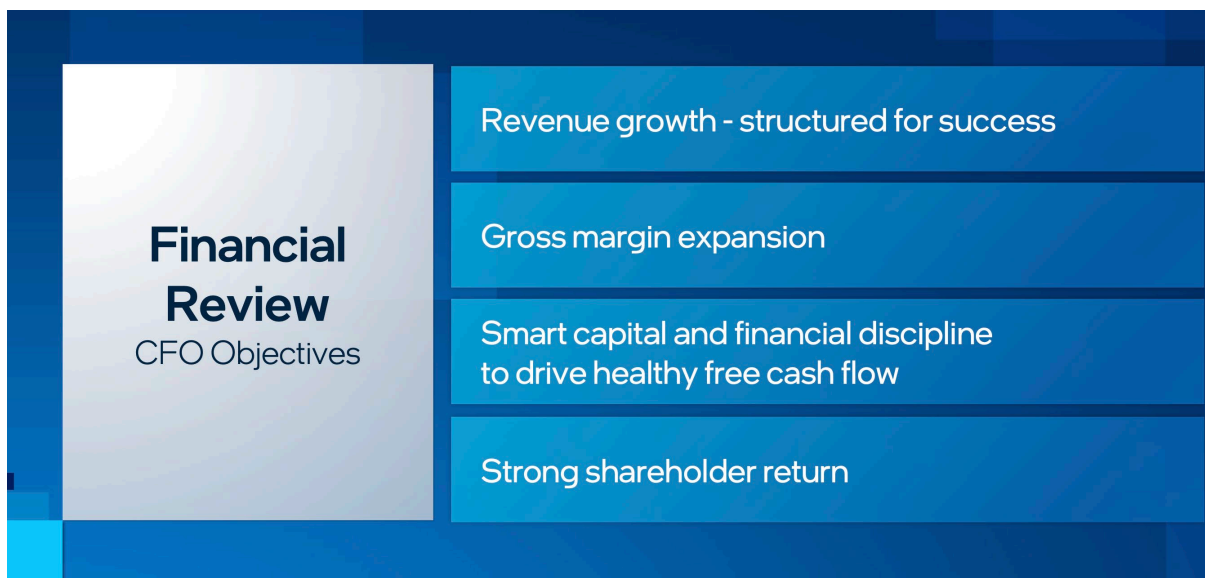 Financial
Review
CFO Objectives
Revenue growth - structured for success
Gross margin expansion
Smart capital and financial discipline
to drive healthy free cash flow
Strong shareholder return